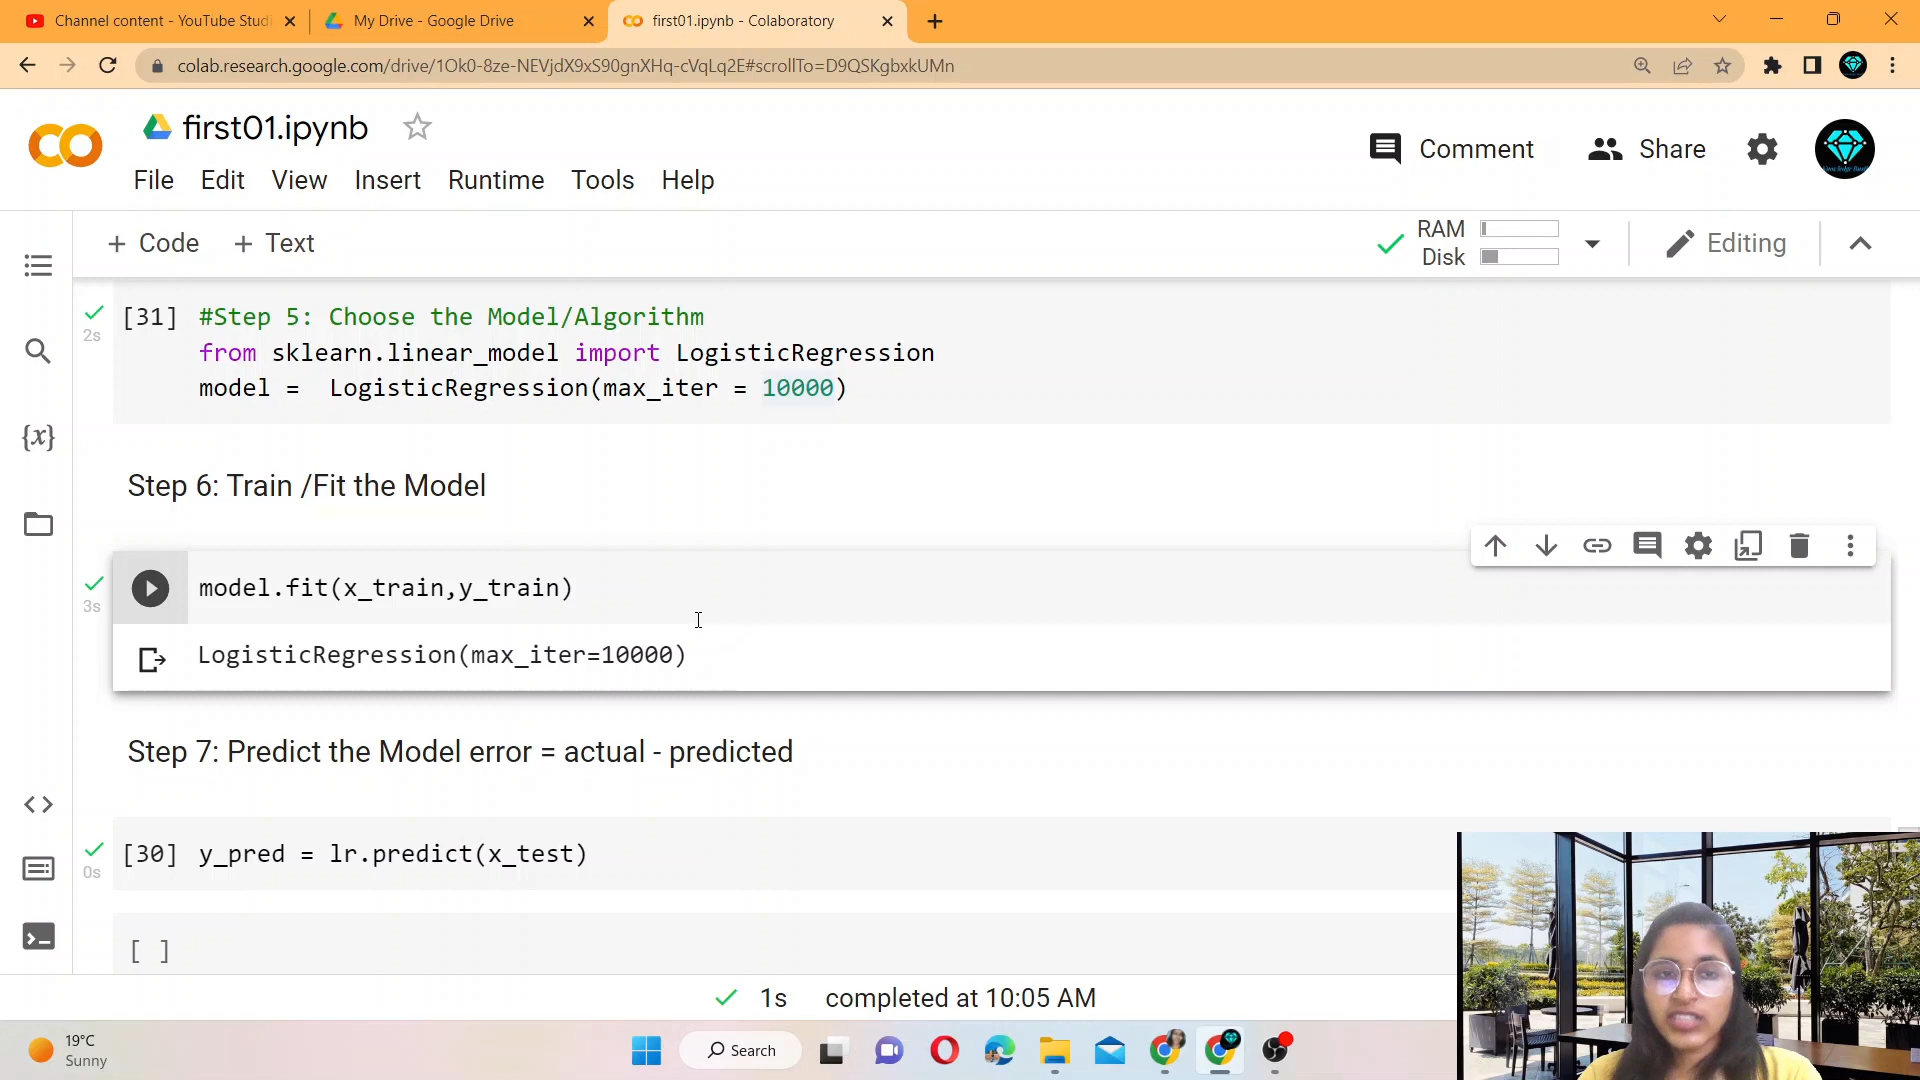 Channel content - YouTube Studi
My Drive - Google Drive
first01.ipynb - Colaboratory
colab.research.google.com/drive/1Ok0-8ze-NEVjdX9xS90gnXHq-cVqLq2E#scrollTo=D9QSKgbxkUMn
first01.ipynb
Comment
Share
File Edit View Insert Runtime Tools Help
+ Code + Text
RAM
Disk
Editing
[31] #Step 5: Choose the Model/Algorithm
2s
from sklearn.linear_model import LogisticRegression
model =  LogisticRegression(max_iter = 10000)
Step 6: Train /Fit the Model
model.fit(x_train,y_train)
3s
LogisticRegression(max_iter=10000)
Step 7: Predict the Model error = actual - predicted
[30] y_pred = lr.predict(x_test)
0s
[ ]
1s completed at 10:05 AM
19°C
Sunny
Search